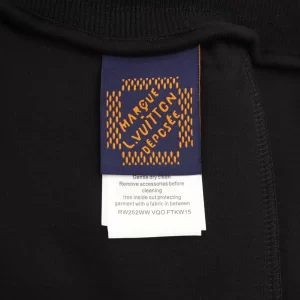 MARQUE
L.VUITTON
DÉPOSÉE
Gentle dry clean
Remove accessories before
cleaning
Iron inside-out protecting
garment with a fabric in between
RW252WW VQO FTKW15